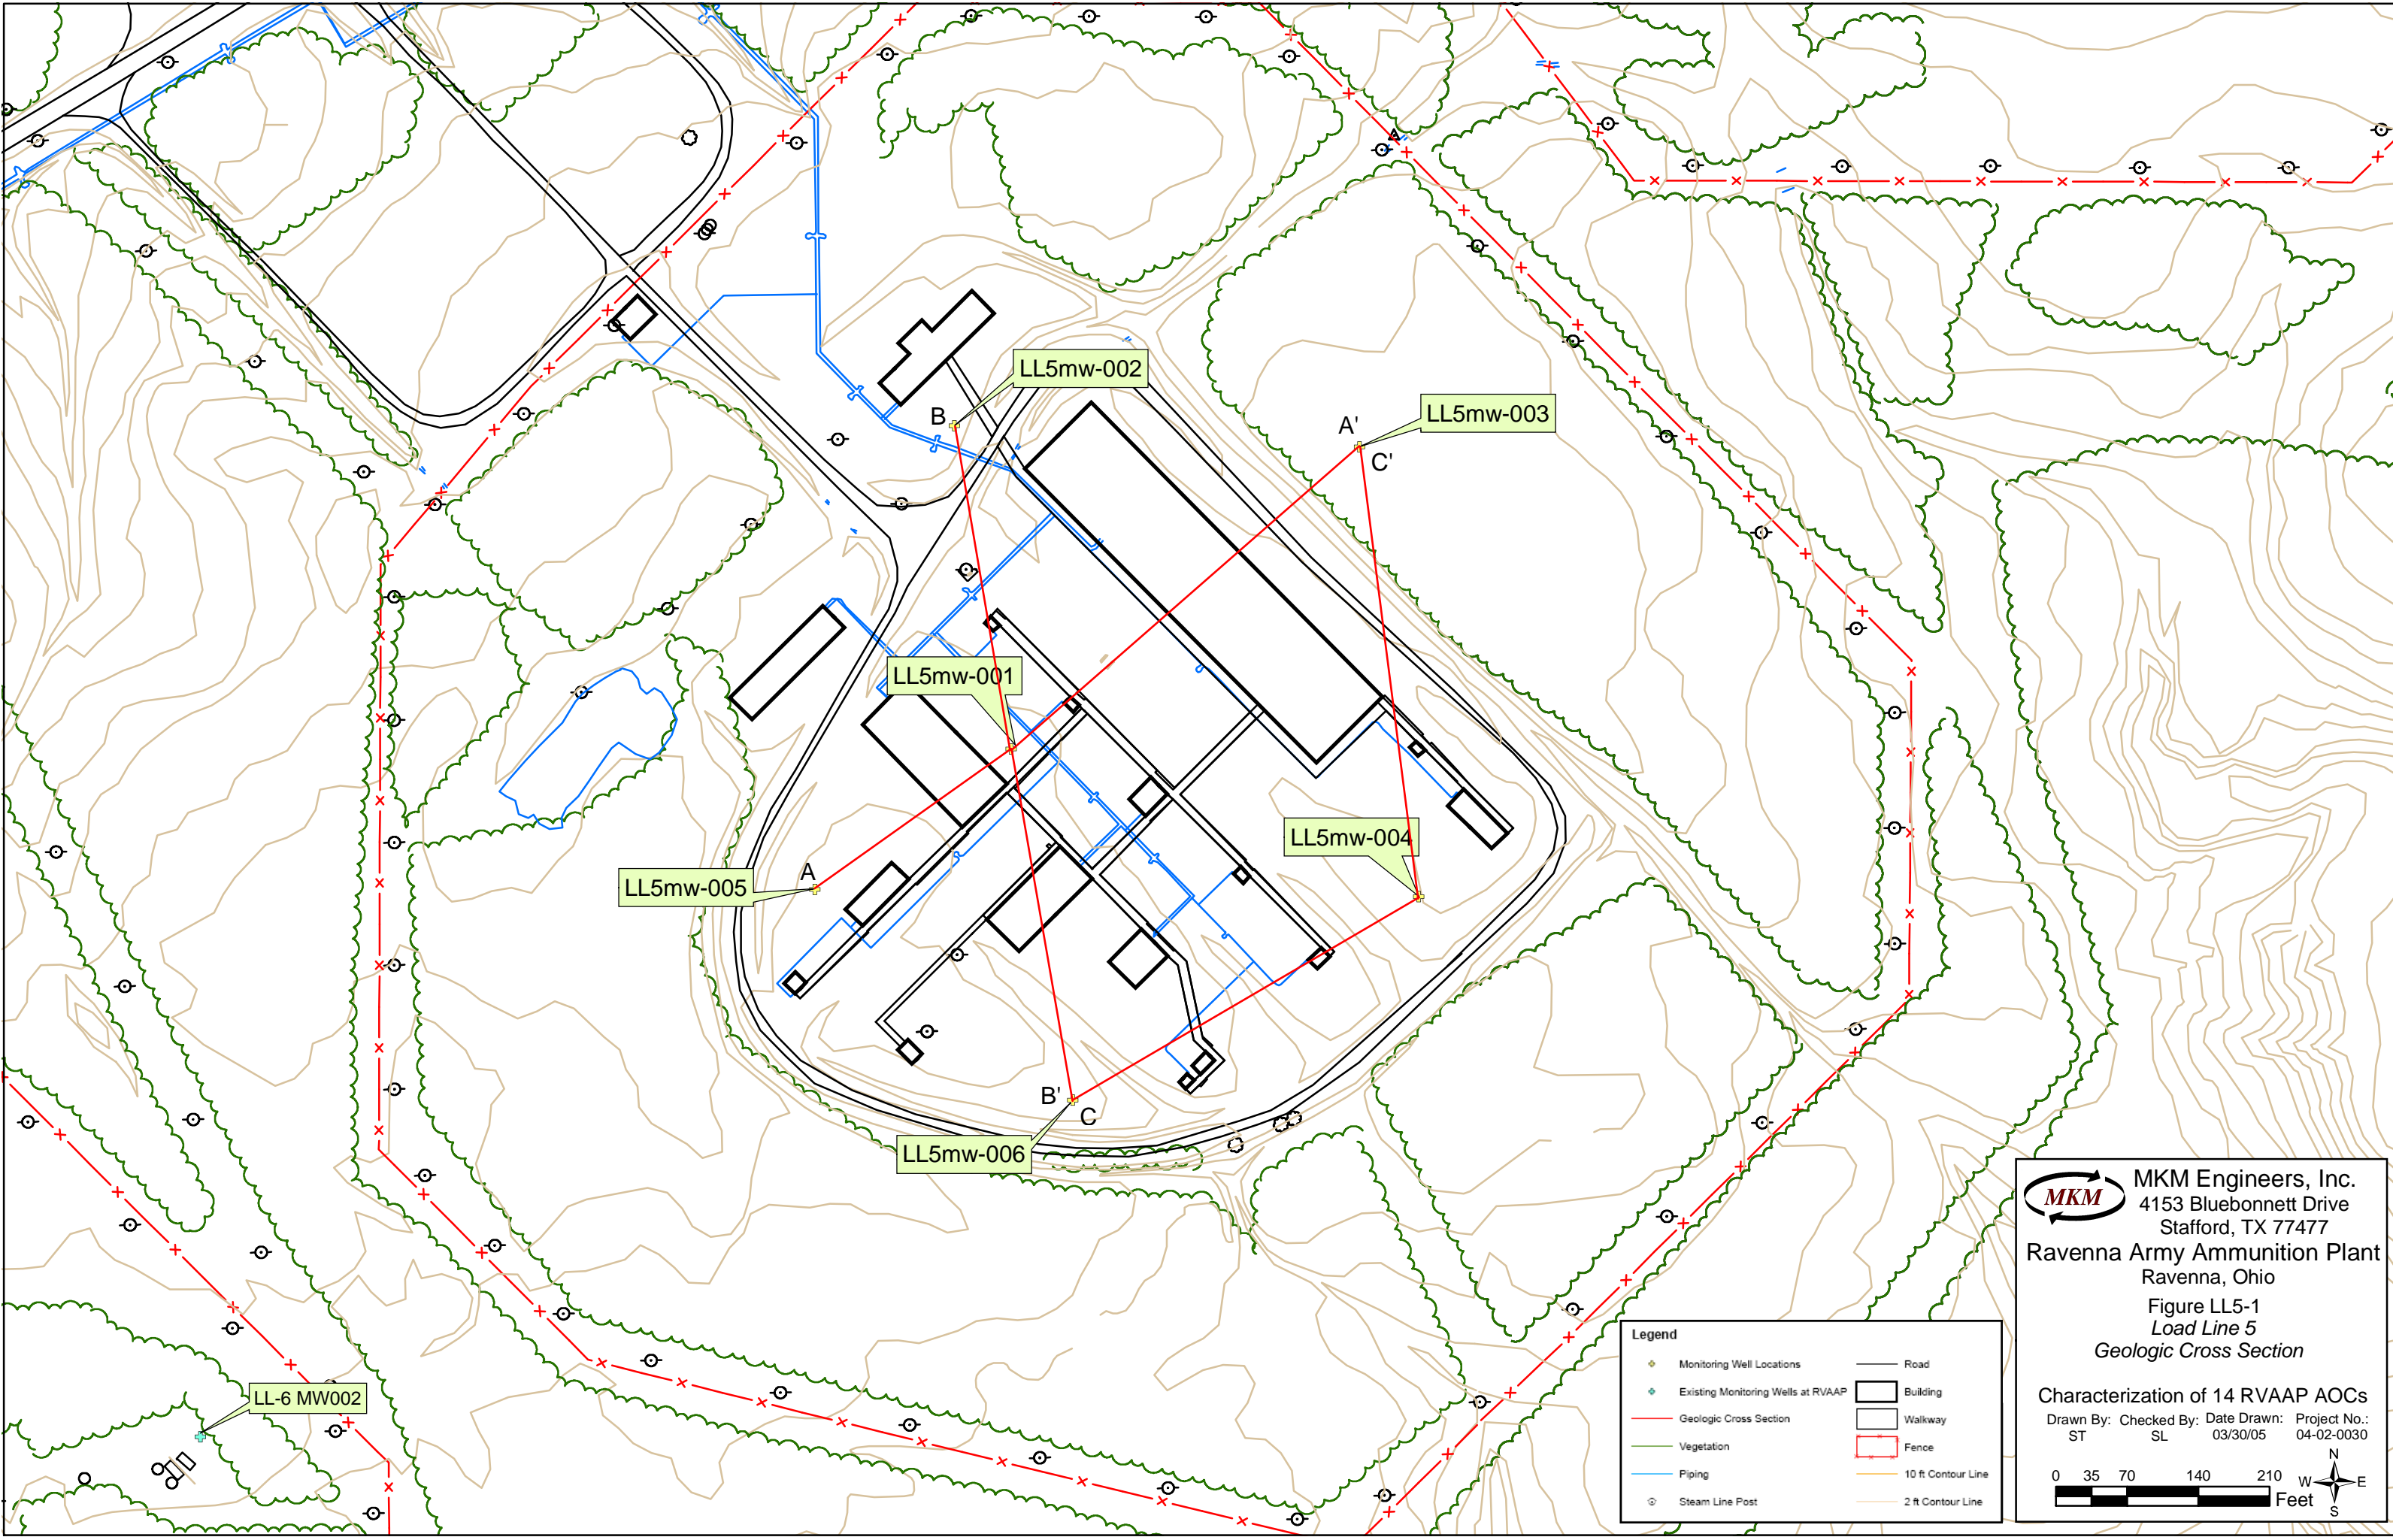 LL5mw-002
B
A'
LL5mw-003
C'
LL5mw-001
LL5mw-004
A
LL5mw-005
B'
C
LL5mw-006
LL-6 MW002
Legend
Monitoring Well Locations
Existing Monitoring Wells at RVAAP
Geologic Cross Section
Vegetation
Piping
Steam Line Post
Road
Building
Walkway
Fence
10 ft Contour Line
2 ft Contour Line
MKM
MKM Engineers, Inc.
4153 Bluebonnett Drive
Stafford, TX 77477
Ravenna Army Ammunition Plant
Ravenna, Ohio
Figure LL5-1
Load Line 5
Geologic Cross Section
Characterization of 14 RVAAP AOCs
Drawn By: Checked By: Date Drawn: Project No.:
ST SL 03/30/05 04-02-0030
0 35 70 140 210
Feet
N
W E
S